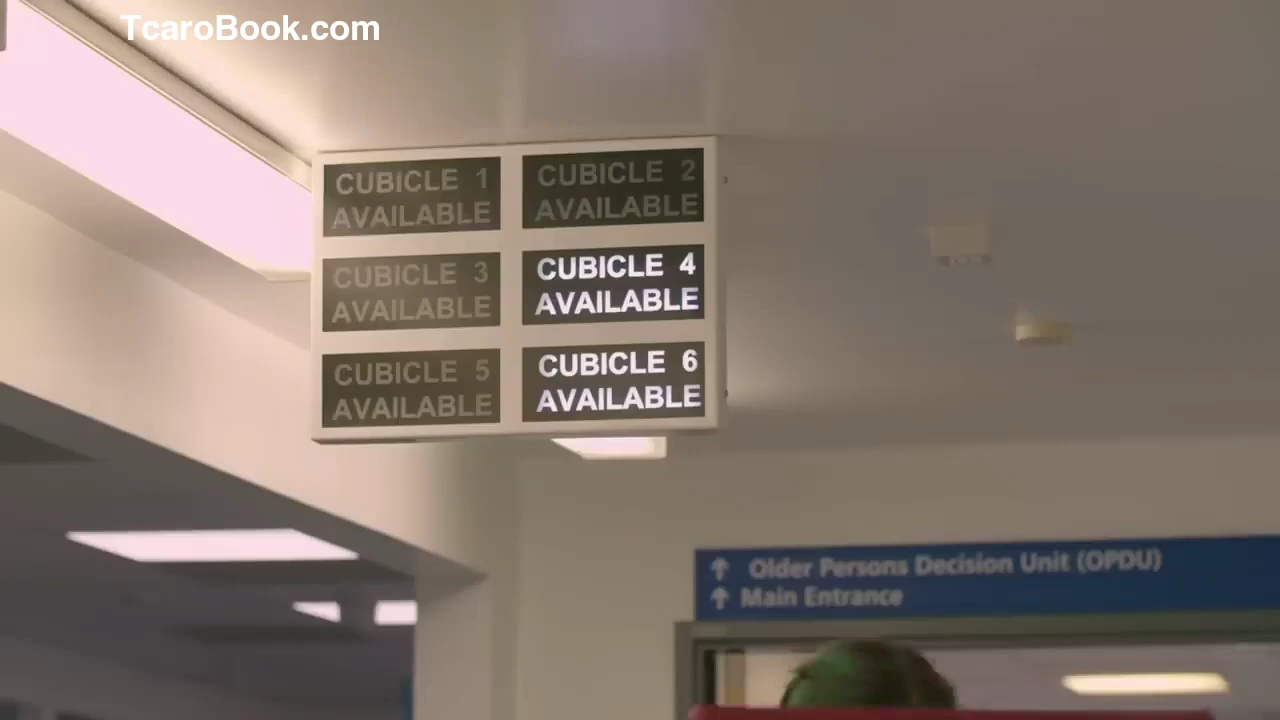 TcaroBook.com
CUBICLE 1
AVAILABLE
CUBICLE 2
AVAILABLE
CUBICLE 3
AVAILABLE
CUBICLE 4
AVAILABLE
CUBICLE 5
AVAILABLE
CUBICLE 6
AVAILABLE
↑ Older Persons Decision Unit (OPDU)
↑ Main Entrance